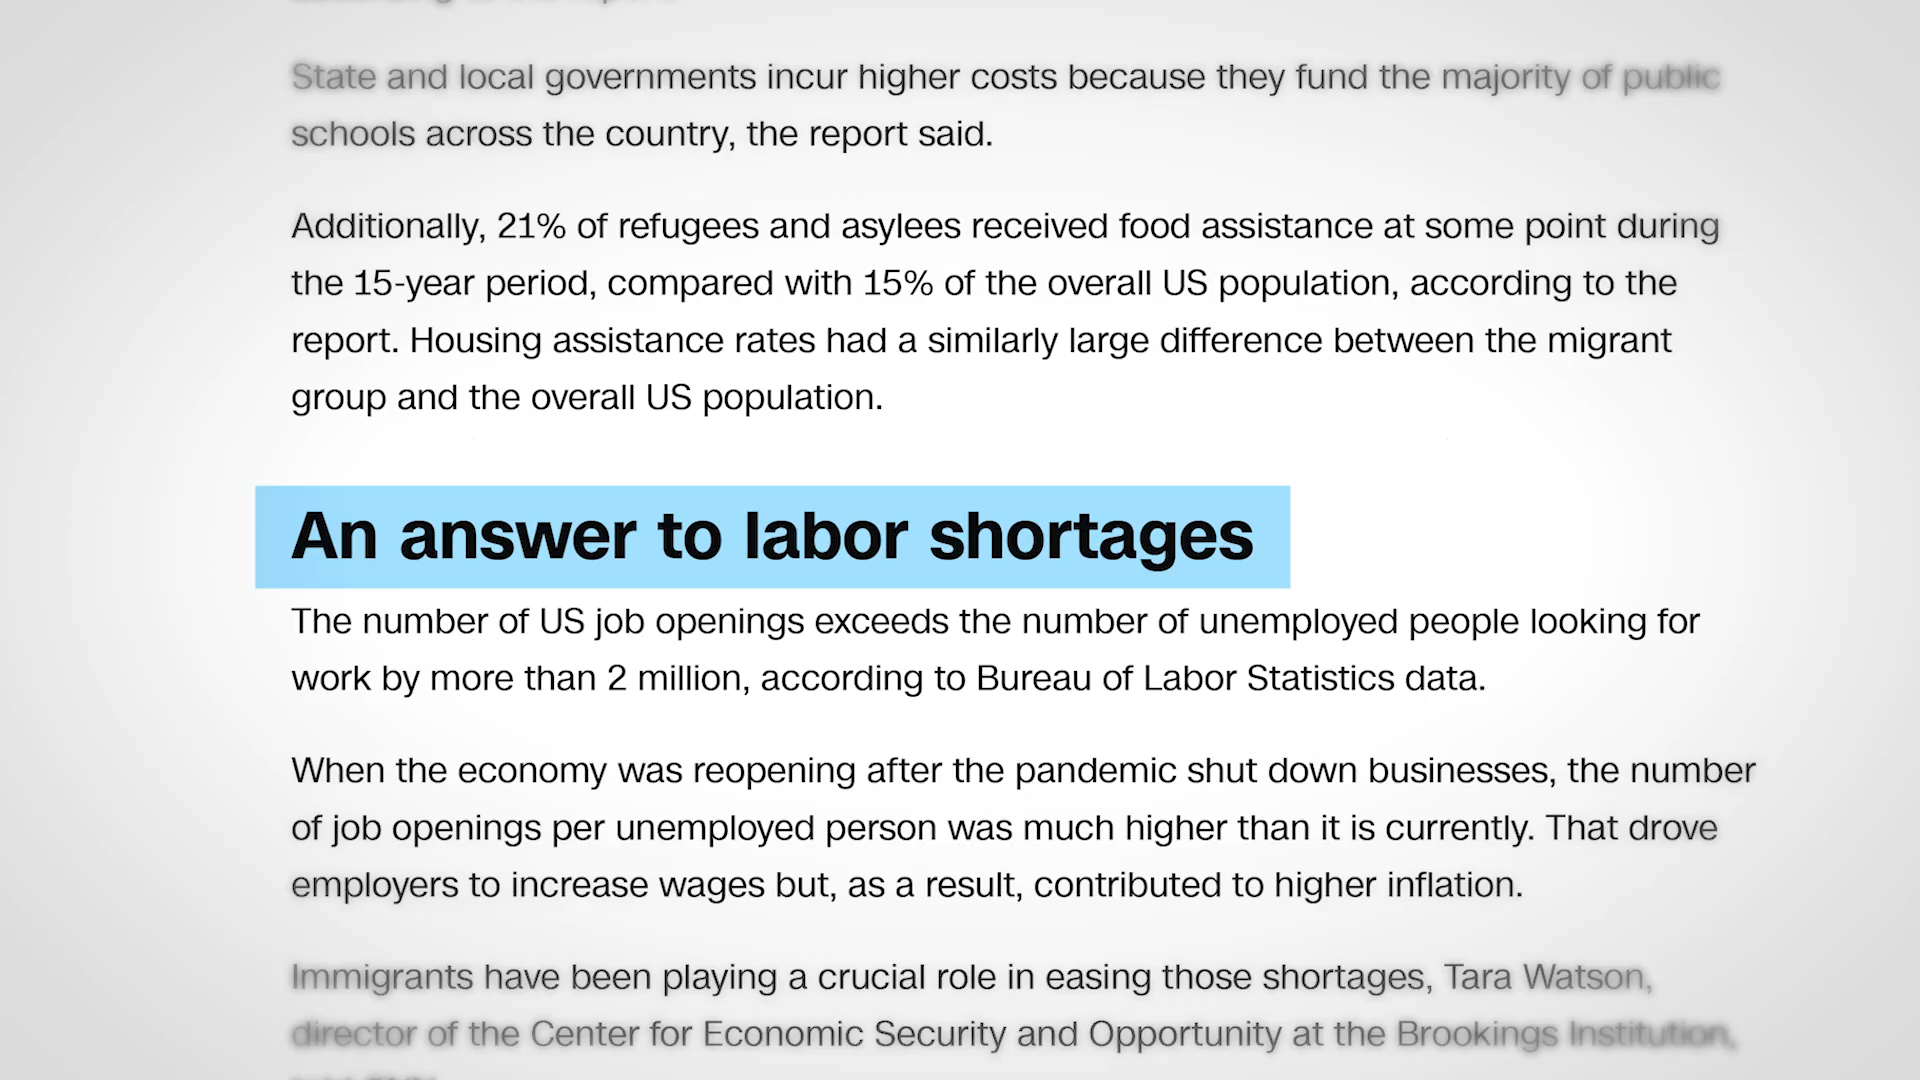 State and local governments incur higher costs because they fund the majority of public
schools across the country, the report said.
Additionally, 21% of refugees and asylees received food assistance at some point during
the 15-year period, compared with 15% of the overall US population, according to the
report. Housing assistance rates had a similarly large difference between the migrant
group and the overall US population.
An answer to labor shortages
The number of US job openings exceeds the number of unemployed people looking for
work by more than 2 million, according to Bureau of Labor Statistics data.
When the economy was reopening after the pandemic shut down businesses, the number
of job openings per unemployed person was much higher than it is currently. That drove
employers to increase wages but, as a result, contributed to higher inflation.
Immigrants have been playing a crucial role in easing those shortages, Tara Watson,
director of the Center for Economic Security and Opportunity at the Brookings Institution,